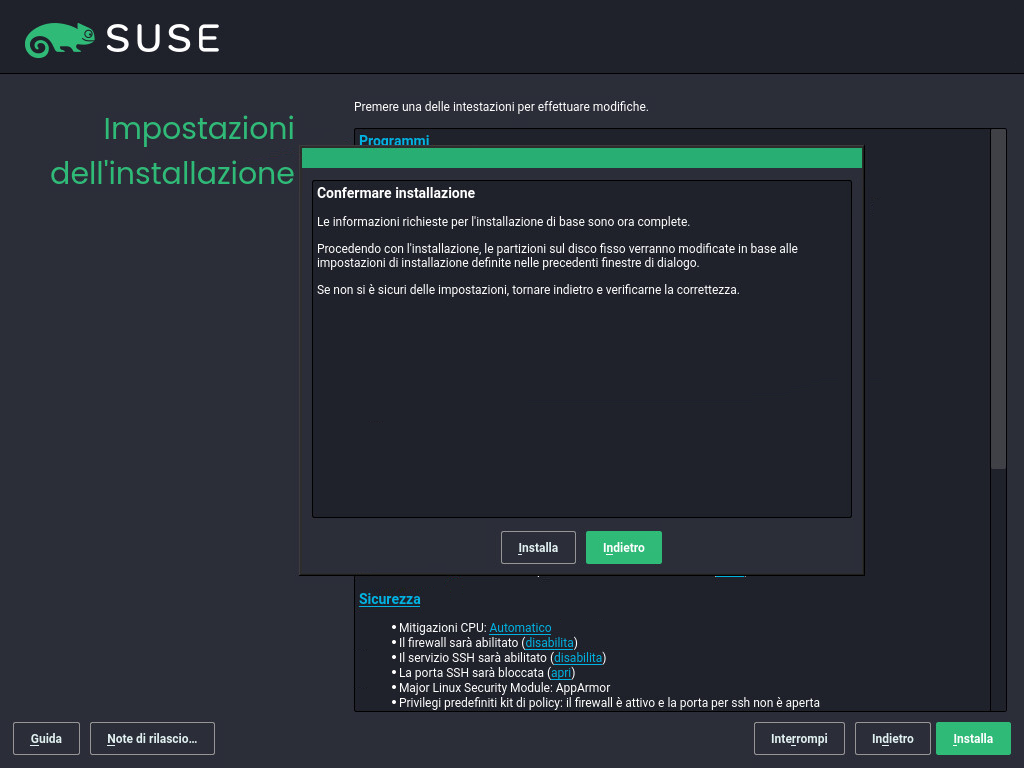 SUSE
Impostazioni
dell'installazione
Premere una delle intestazioni per effettuare modifiche.
Programmi
Confermare installazione
Le informazioni richieste per l'installazione di base sono ora complete.
Procedendo con l'installazione, le partizioni sul disco fisso verranno modificate in base alle
impostazioni di installazione definite nelle precedenti finestre di dialogo.
Se non si è sicuri delle impostazioni, tornare indietro e verificarne la correttezza.
Installa Indietro
Sicurezza
• Mitigazioni CPU: Automatico
• Il firewall sarà abilitato (disabilita)
• Il servizio SSH sarà abilitato (disabilita)
• La porta SSH sarà bloccata (apri)
• Major Linux Security Module: AppArmor
• Privilegi predefiniti kit di policy: il firewall è attivo e la porta per ssh non è aperta
Guida Note di rilascio... Interrompi Indietro Installa